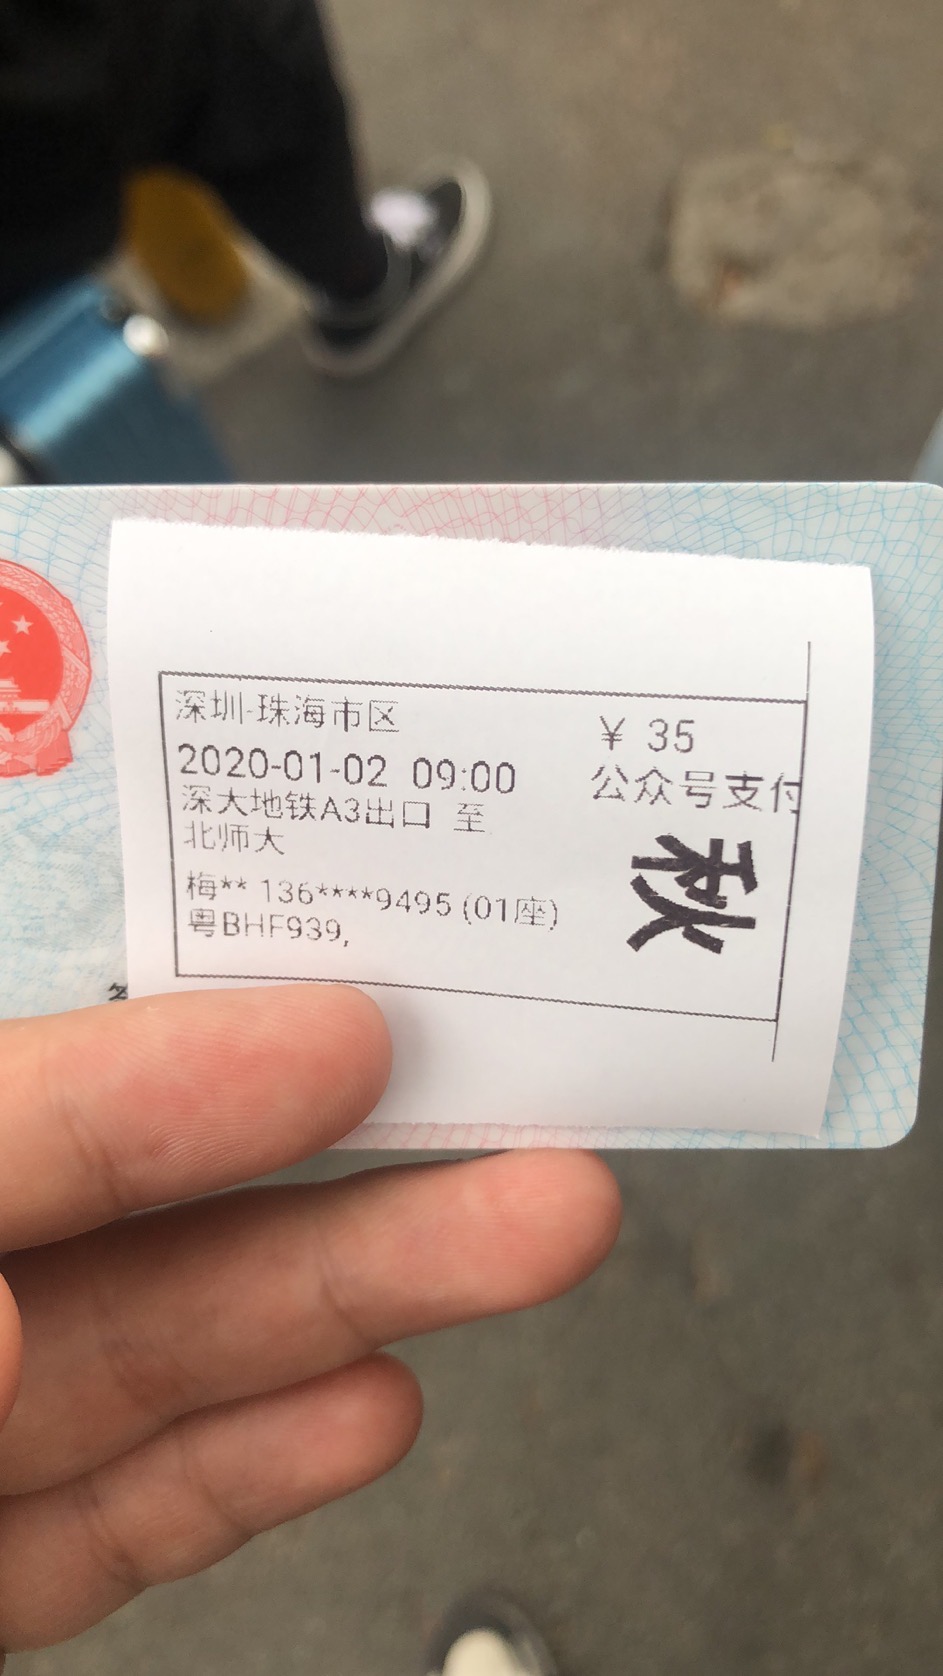 深圳-珠海市区
¥ 35
2020-01-02 09:00
公众号支付
深大地铁A3出口 至
北师大
秋
梅** 136****9495 (01座)
粤BHF939,